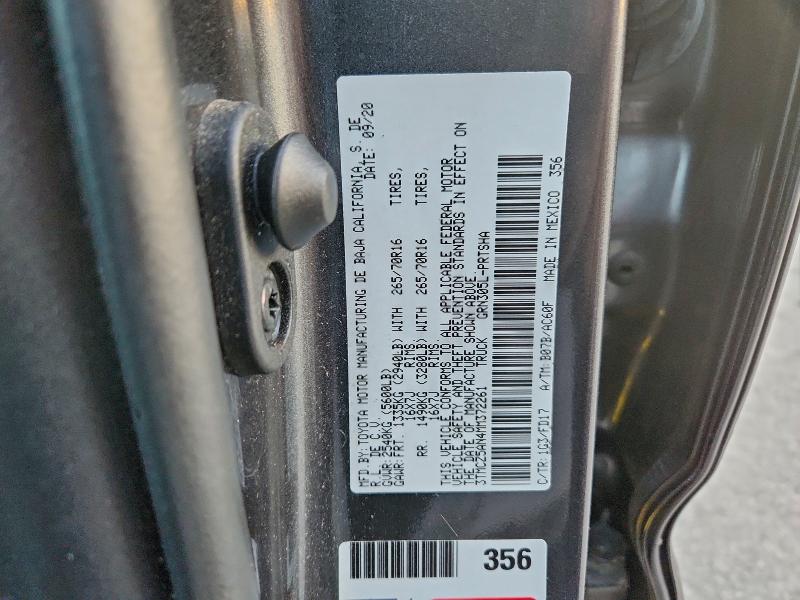 MFD.BY: TOYOTA MOTOR MANUFACTURING DE BAJA CALIFORNIA, S. DE
R.L. DE C.V. DATE: 09/20
GVWR: 2540KG (5600LB)
GAWR: FRT. 1335KG (2940LB) WITH 265/70R16 TIRES,
16X7J RIMS
RR. 1490KG (3280LB) WITH 265/70R16 TIRES,
16X7J RIMS
THIS VEHICLE CONFORMS TO ALL APPLICABLE FEDERAL MOTOR
VEHICLE SAFETY AND THEFT PREVENTION STANDARDS IN EFFECT ON
THE DATE OF MANUFACTURE SHOWN ABOVE.
3TMCZ5AN4MM372261 TRUCK GRN305L-PRTSHA
C/TR: 1G3/FD17 A/TM: B07B/AC60F MADE IN MEXICO 356
356